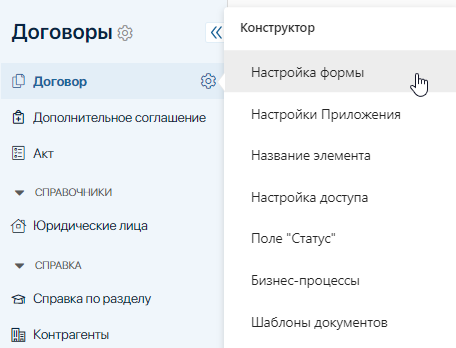 Договоры
Договор
Дополнительное соглашение
Акт
СПРАВОЧНИКИ
Юридические лица
СПРАВКА
Справка по разделу
Контрагенты
Конструктор
Настройка формы
Настройки Приложения
Название элемента
Настройка доступа
Поле "Статус"
Бизнес-процессы
Шаблоны документов